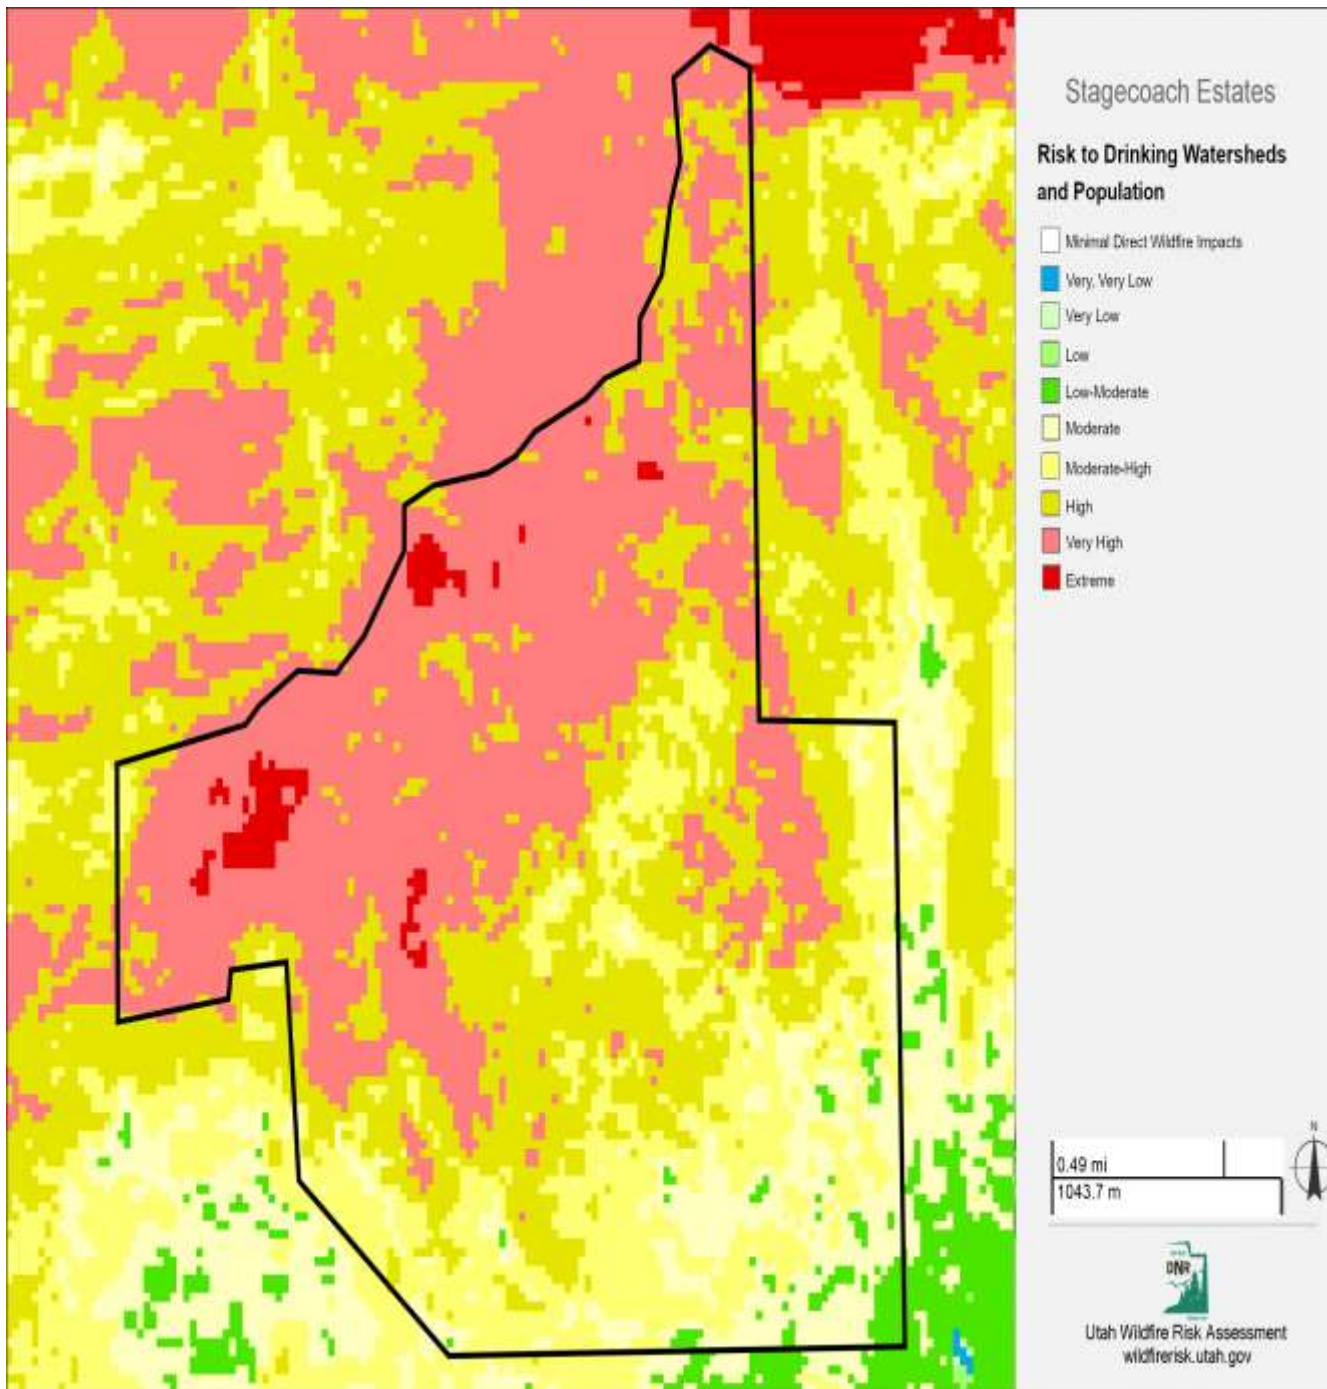 Stagecoach Estates
Risk to Drinking Watersheds
and Population
Minimal Direct Wildfire Impacts
Very, Very Low
Very Low
Low
Low-Moderate
Moderate
Moderate-High
High
Very High
Extreme
N
0.49 mi
1043.7 m
DNR
Utah Wildfire Risk Assessment
wildfirerisk.utah.gov